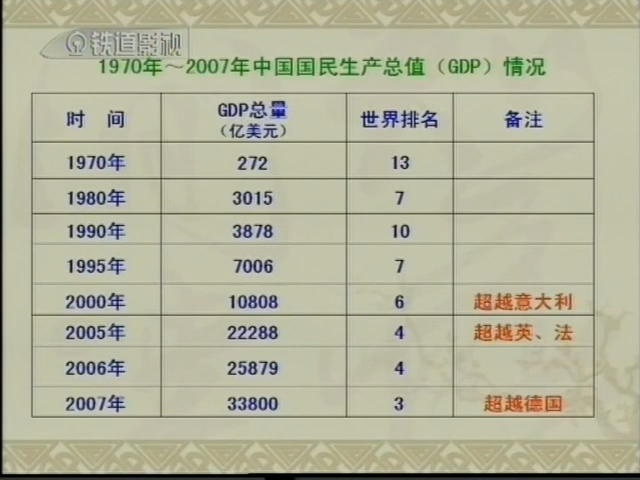 铁道影视
1970年～2007年中国国民生产总值（GDP）情况
时 间 GDP总量（亿美元） 世界排名 备注
1970年 272 13
1980年 3015 7
1990年 3878 10
1995年 7006 7
2000年 10808 6 超越意大利
2005年 22288 4 超越英、法
2006年 25879 4
2007年 33800 3 超越德国